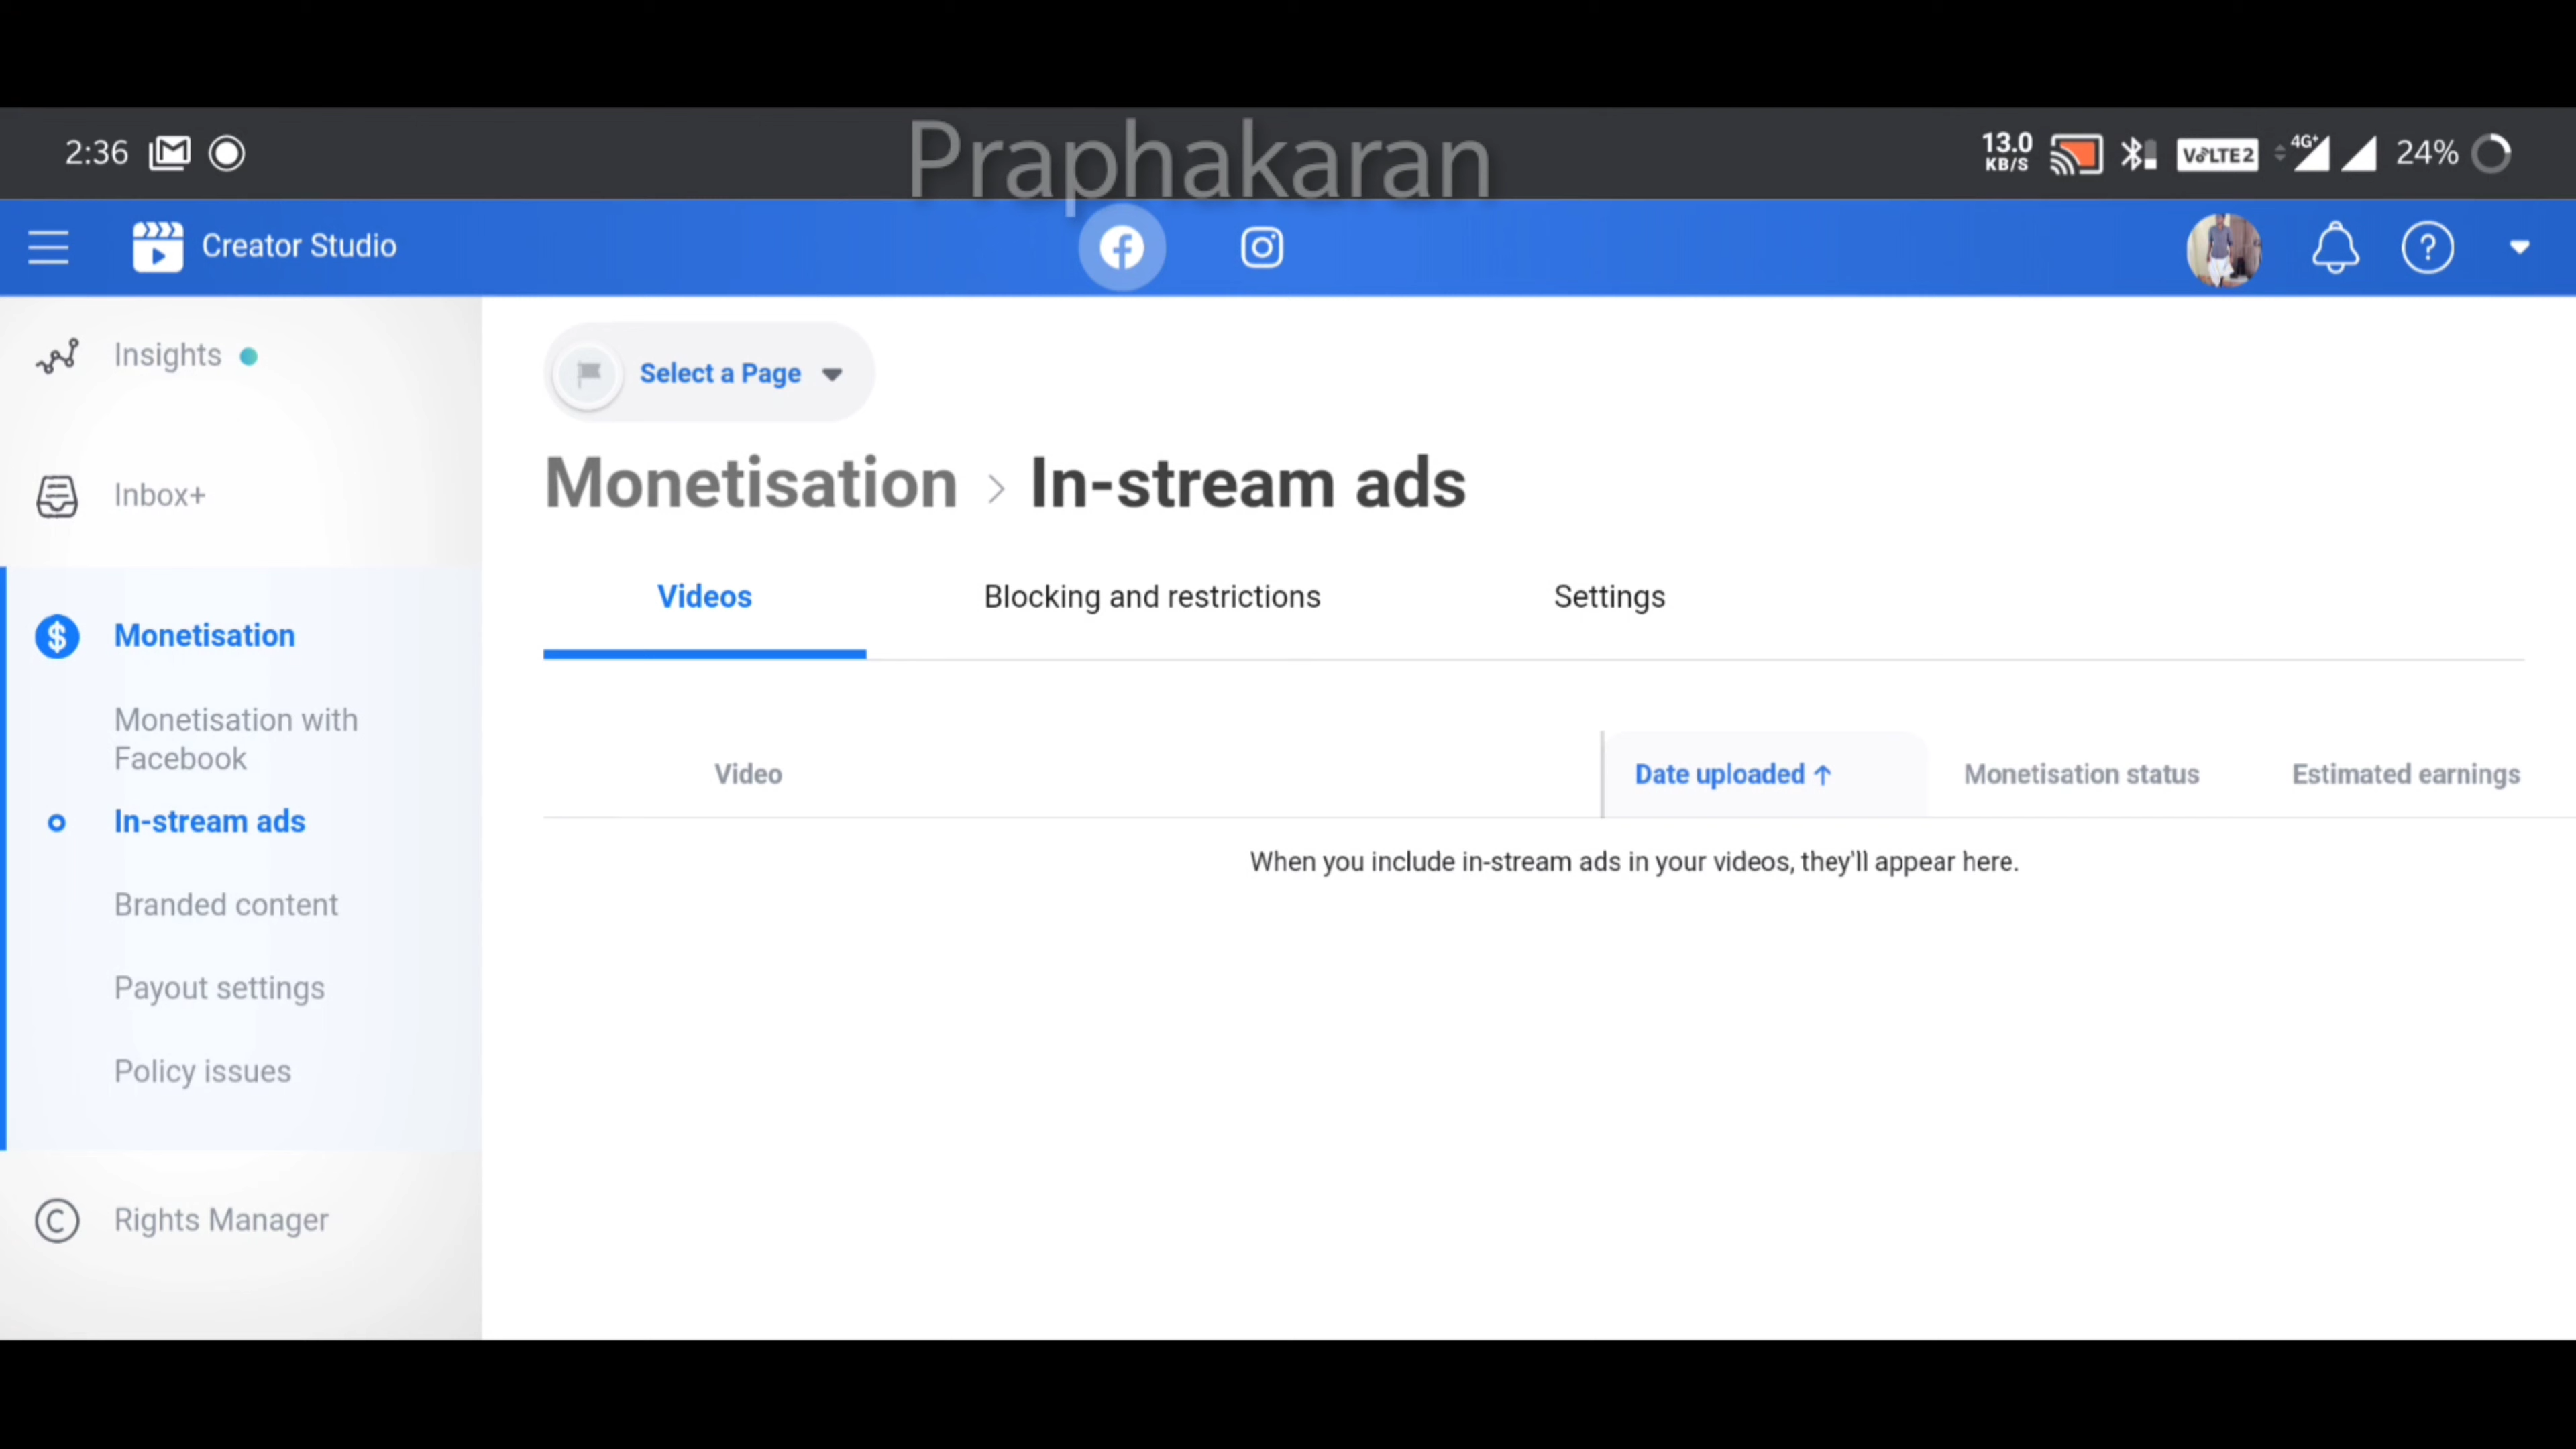 Praphakaran
2:36
13.0 KB/S VoLTE2 4G+ 24%
Creator Studio
Insights
Inbox+
Monetisation
Monetisation with
Facebook
In-stream ads
Branded content
Payout settings
Policy issues
Rights Manager
Select a Page
Monetisation > In-stream ads
Videos Blocking and restrictions Settings
Video Date uploaded ↑ Monetisation status Estimated earnings
When you include in-stream ads in your videos, they'll appear here.